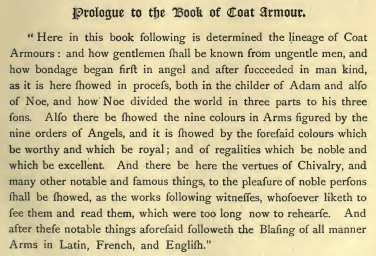 Prologue to the Book of Coat Armour.
“ Here in this book following is determined the lineage of Coat
Armours : and how gentlemen ſhall be known from ungentle men, and
how bondage began firſt in angel and after ſucceeded in man kind,
as it is here ſhowed in proceſs, both in the childer of Adam and alſo
of Noe, and how Noe divided the world in three parts to his three
ſons. Alſo there be ſhowed the nine colours in Arms figured by the
nine orders of Angels, and it is ſhowed by the foreſaid colours which
be worthy and which be royal ; and of regalities which be noble and
which be excellent. And there be here the vertues of Chivalry, and
many other notable and famous things, to the pleaſure of noble perſons
ſhall be ſhowed, as the works following witneſſes, whoſoever liketh to
ſee them and read them, which were too long now to rehearſe. And
after theſe notable things aforeſaid followeth the Blaſing of all manner
Arms in Latin, French, and Engliſh.”